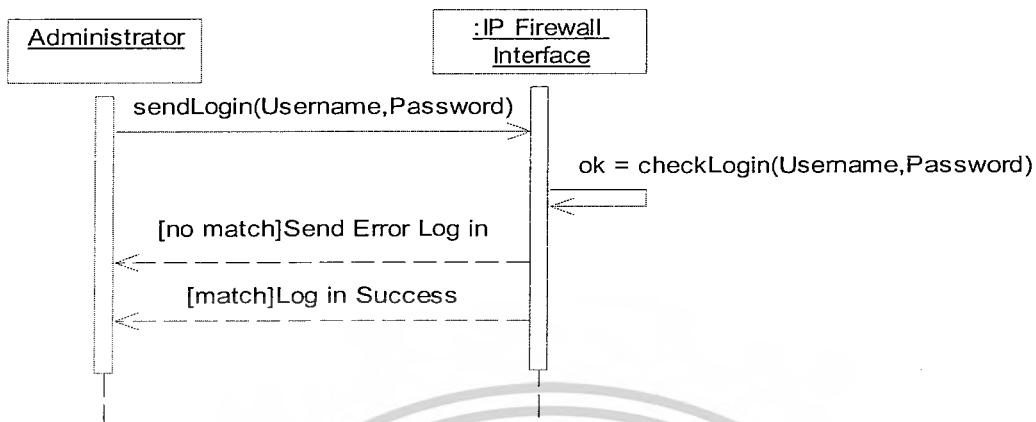 Administrator
:IP Firewall
Interface
sendLogin(Username,Password)
ok = checkLogin(Username,Password)
[no match]Send Error Log in
[match]Log in Success